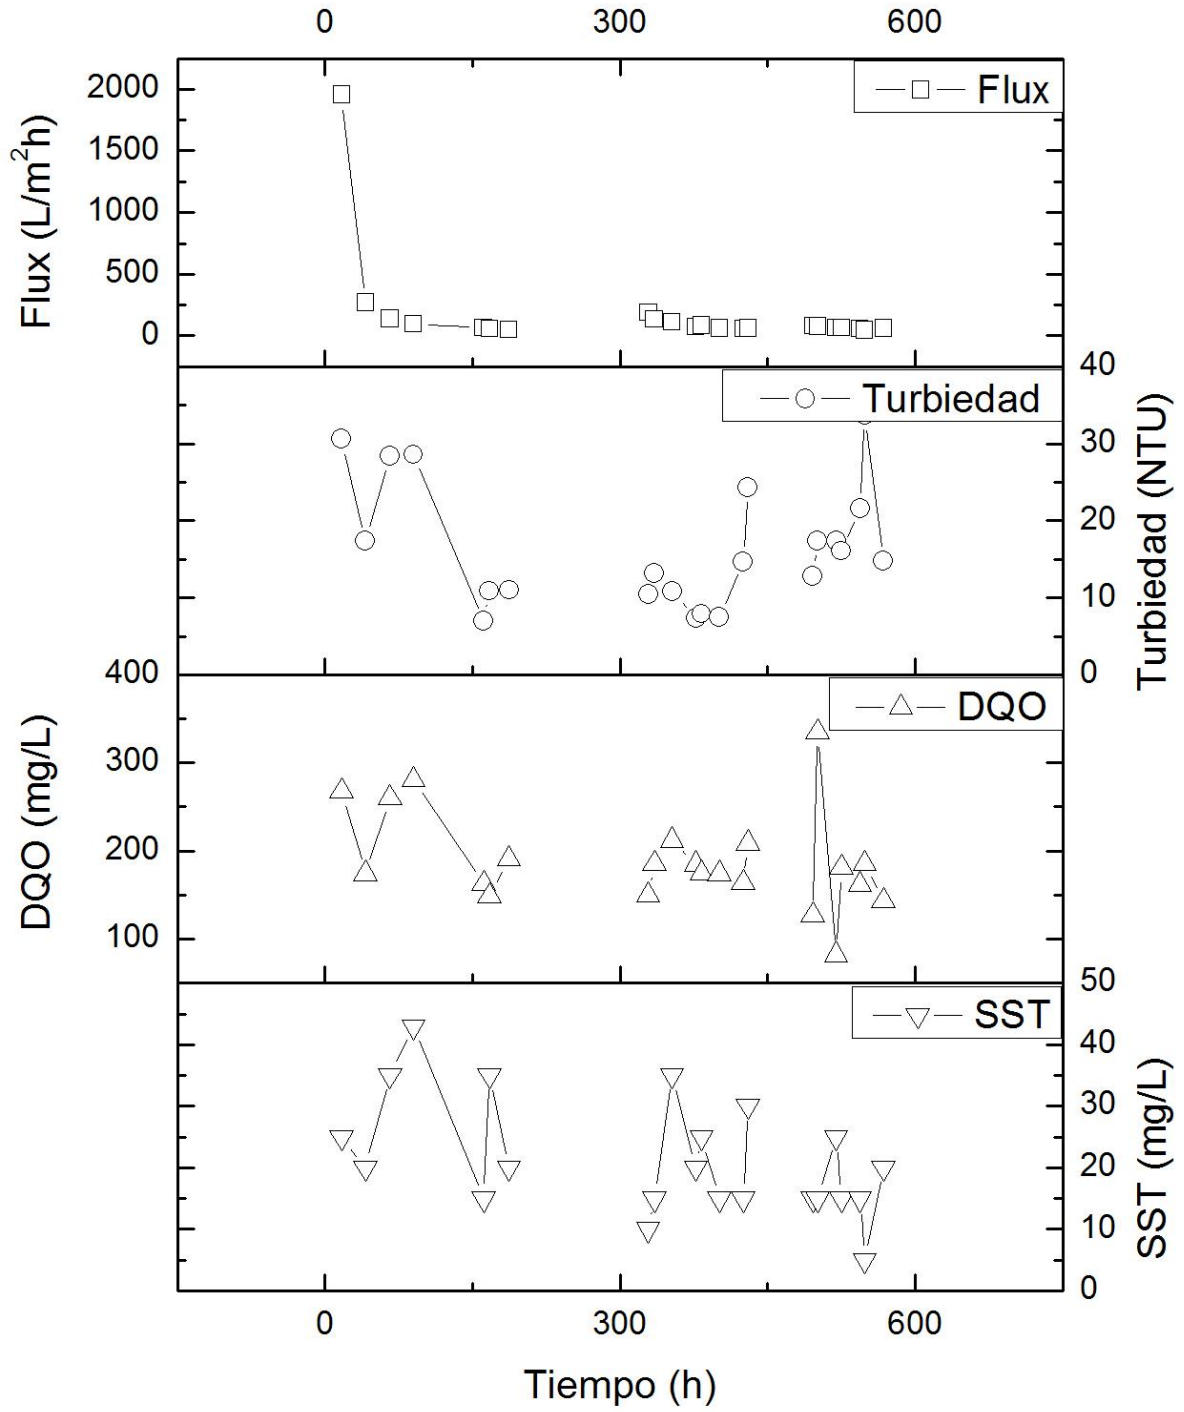 0 300 600
Flux
2000
1500
1000
500
0
Flux (L/m²h)
Turbiedad
40
30
20
10
0
Turbiedad (NTU)
DQO
400
300
200
100
DQO (mg/L)
SST
50
40
30
20
10
0
SST (mg/L)
0 300 600
Tiempo (h)